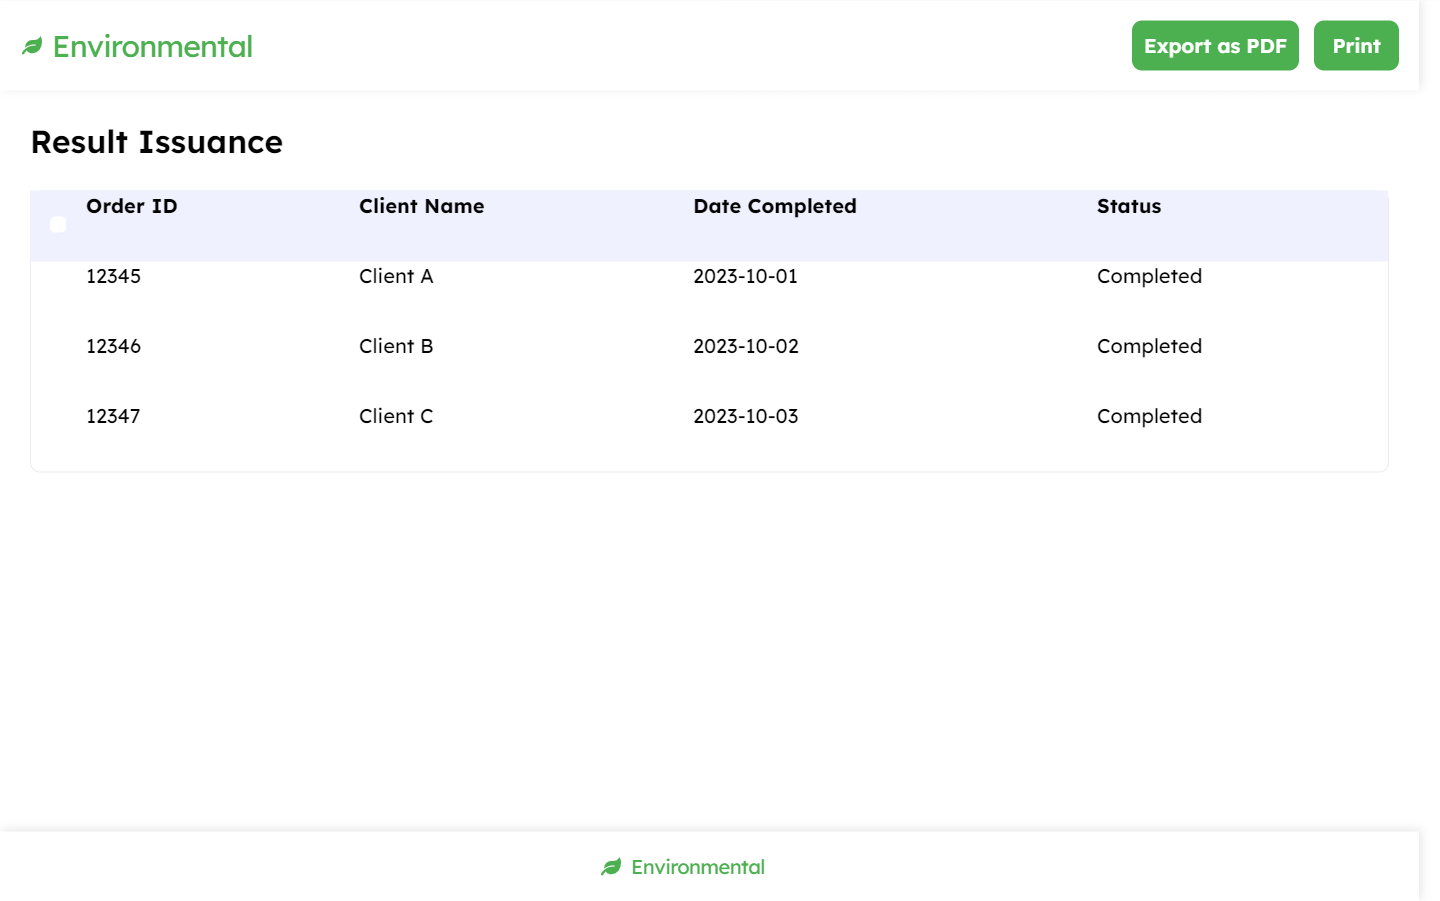 Environmental
Export as PDF Print
Result Issuance
Order ID Client Name Date Completed Status
12345 Client A 2023-10-01 Completed
12346 Client B 2023-10-02 Completed
12347 Client C 2023-10-03 Completed
Environmental